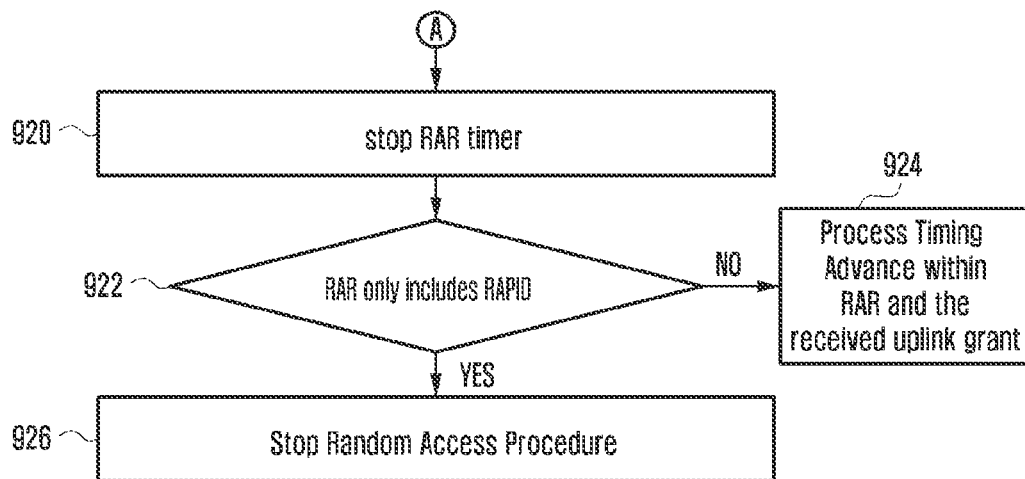 A
920
stop RAR timer
924
Process Timing
Advance within
RAR and the
received uplink grant
922
RAR only includes RAPID
NO
YES
926
Stop Random Access Procedure